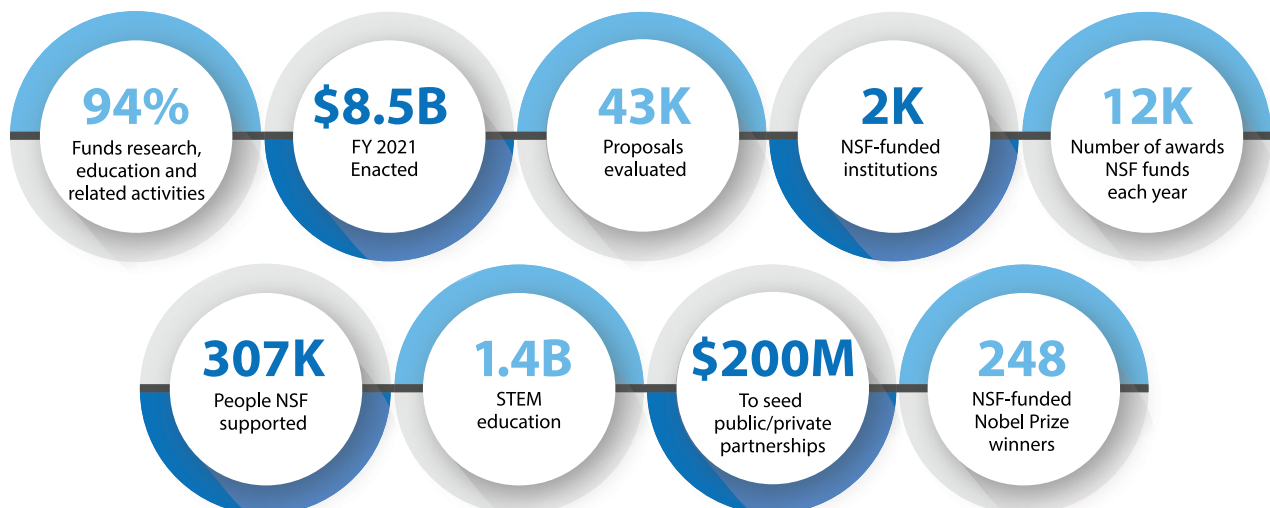 94%
Funds research,
education and
related activities
$8.5B
FY 2021
Enacted
43K
Proposals
evaluated
2K
NSF-funded
institutions
12K
Number of awards
NSF funds
each year
307K
People NSF
supported
1.4B
STEM
education
$200M
To seed
public/private
partnerships
248
NSF-funded
Nobel Prize
winners